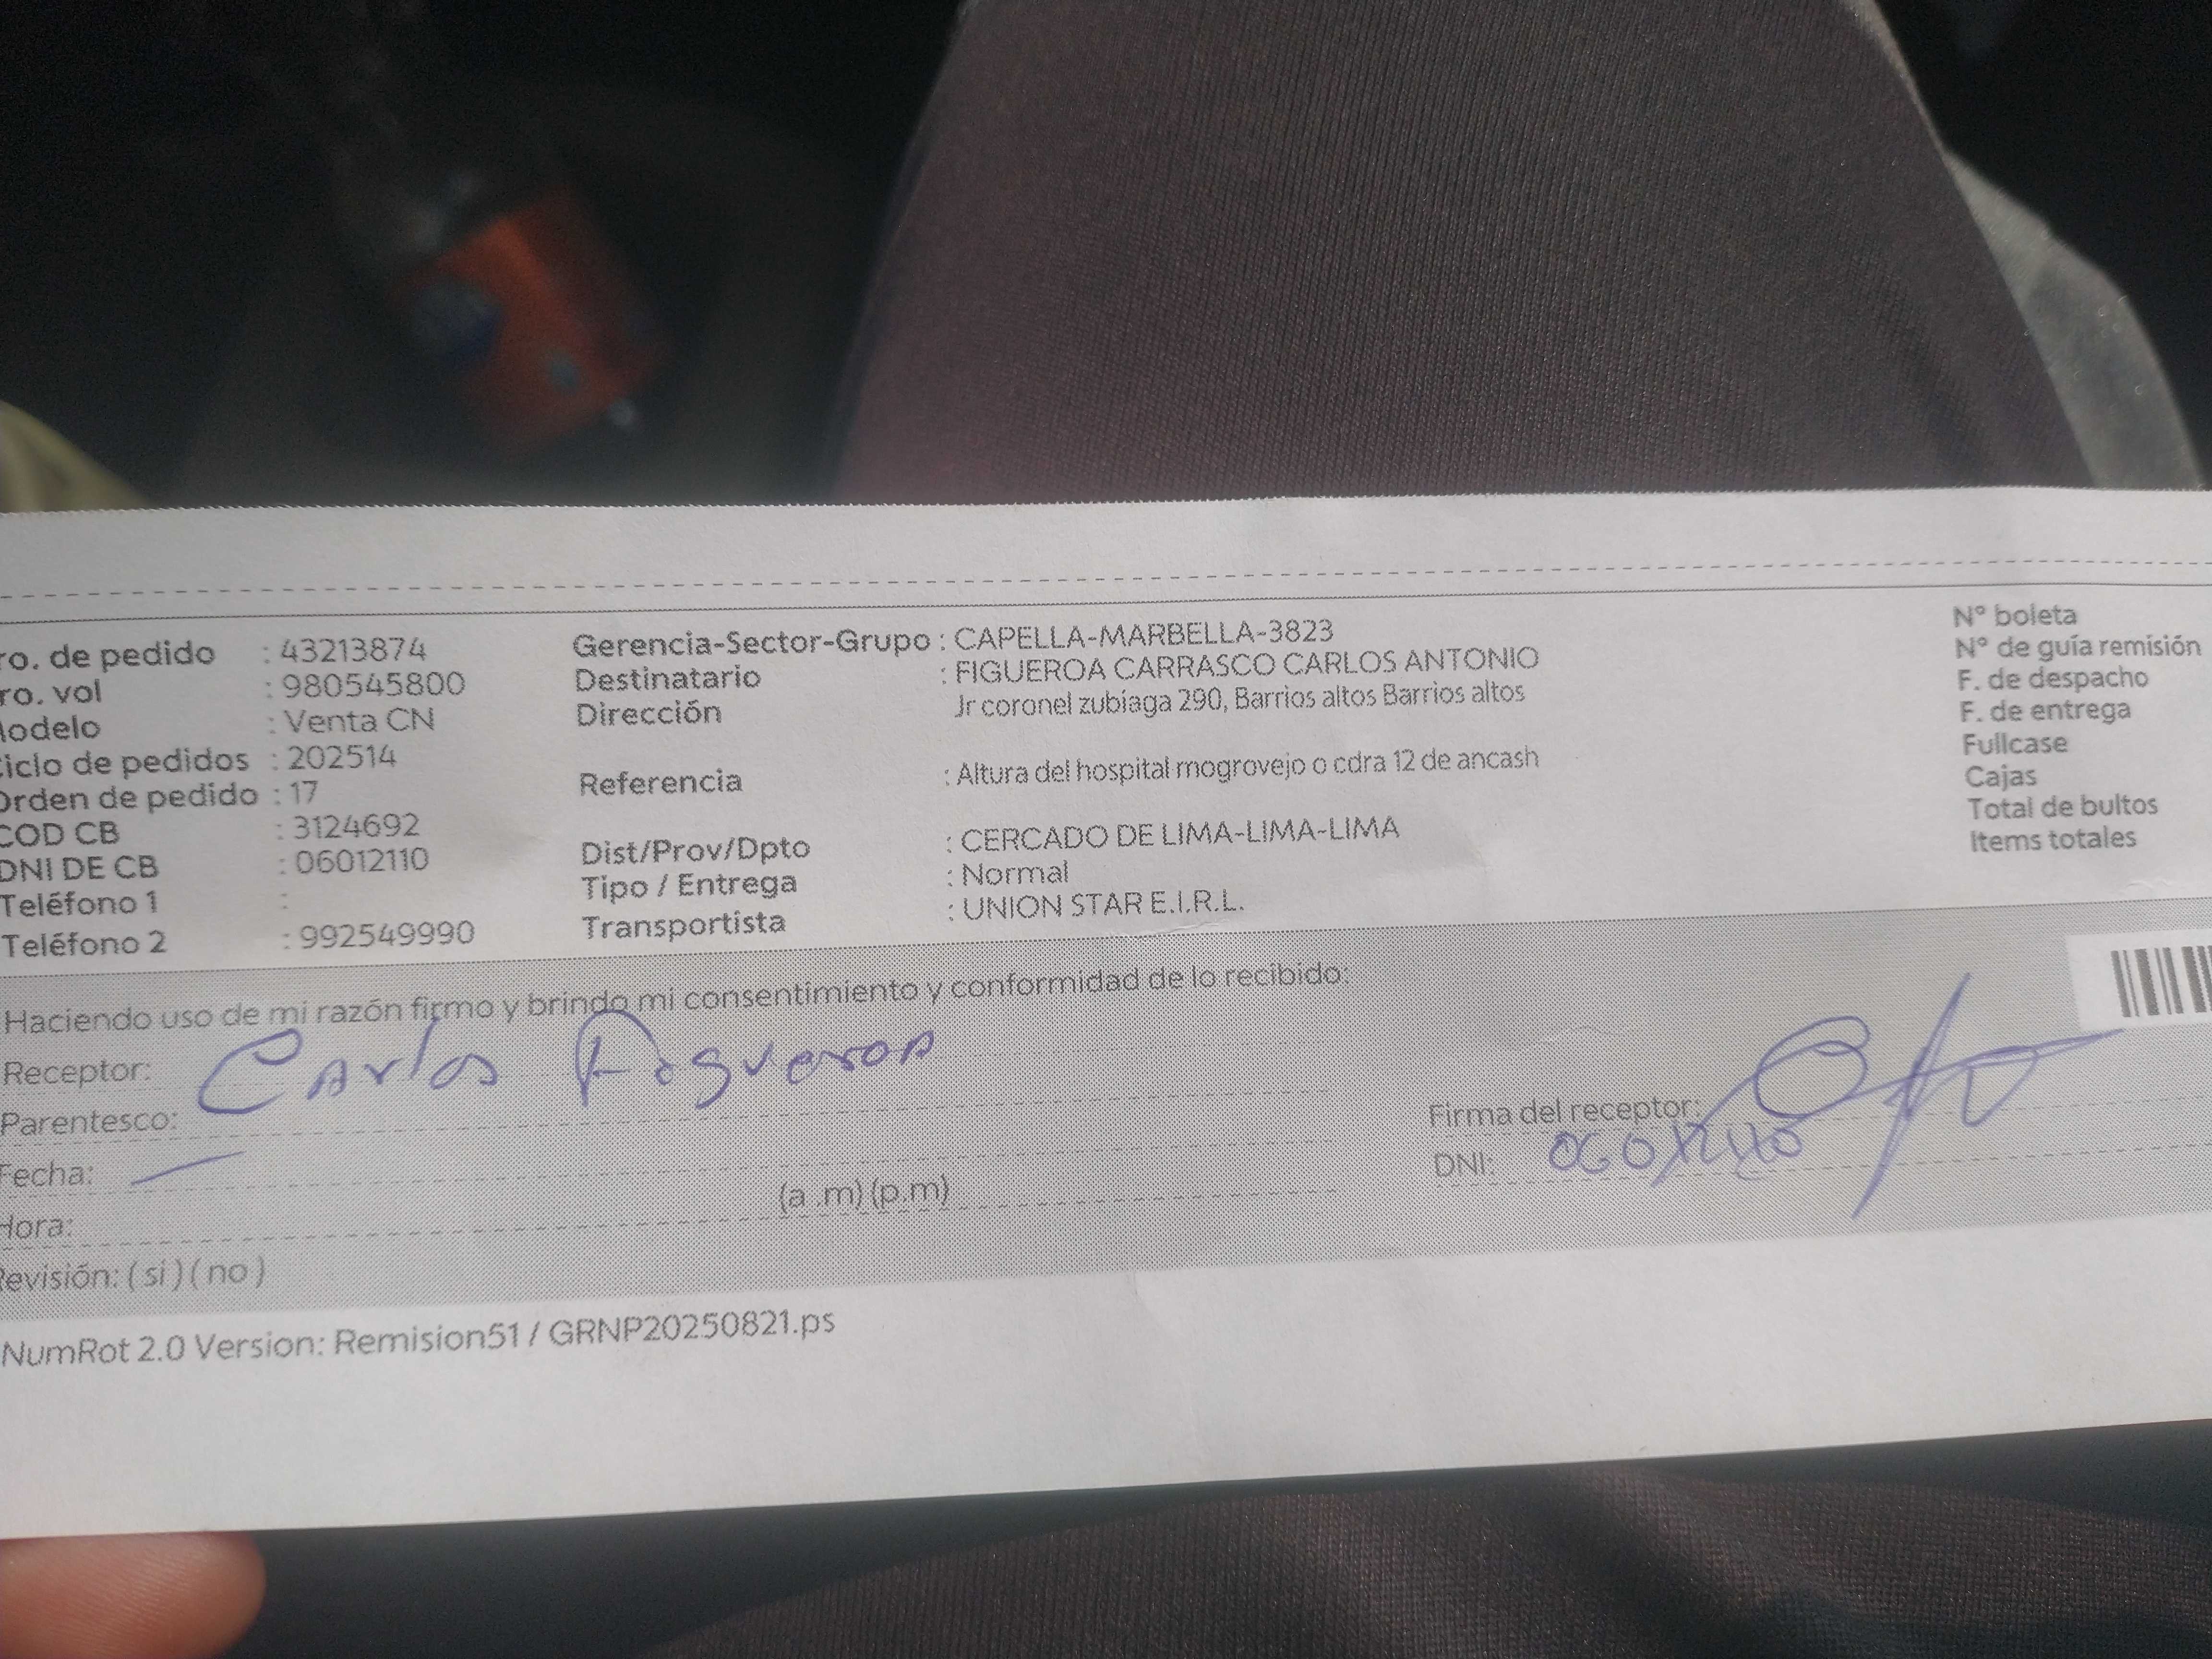 ro. de pedido : 43213874
ro. vol : 980545800
Modelo : Venta CN
Ciclo de pedidos : 202514
Orden de pedido : 17
COD CB : 3124692
DNI DE CB : 06012110
Teléfono 1 :
Teléfono 2 : 992549990
Gerencia-Sector-Grupo : CAPELLA-MARBELLA-3823
Destinatario : FIGUEROA CARRASCO CARLOS ANTONIO
Dirección Jr coronel zubiaga 290, Barrios altos Barrios altos
Referencia : Altura del hospital mogrovejo o cdra 12 de ancash
Dist/Prov/Dpto : CERCADO DE LIMA-LIMA-LIMA
Tipo / Entrega : Normal
Transportista : UNION STAR E.I.R.L.
N° boleta
N° de guía remisión
F. de despacho
F. de entrega
Fullcase
Cajas
Total de bultos
Items totales
Haciendo uso de mi razón firmo y brindo mi consentimiento y conformidad de lo recibido:
Receptor: Carlos Figueroa
Parentesco:
Fecha:
Hora: (a .m) (p.m)
Revisión: ( si ) ( no )
Firma del receptor:
DNI:
NumRot 2.0 Version: Remision51 / GRNP20250821.ps